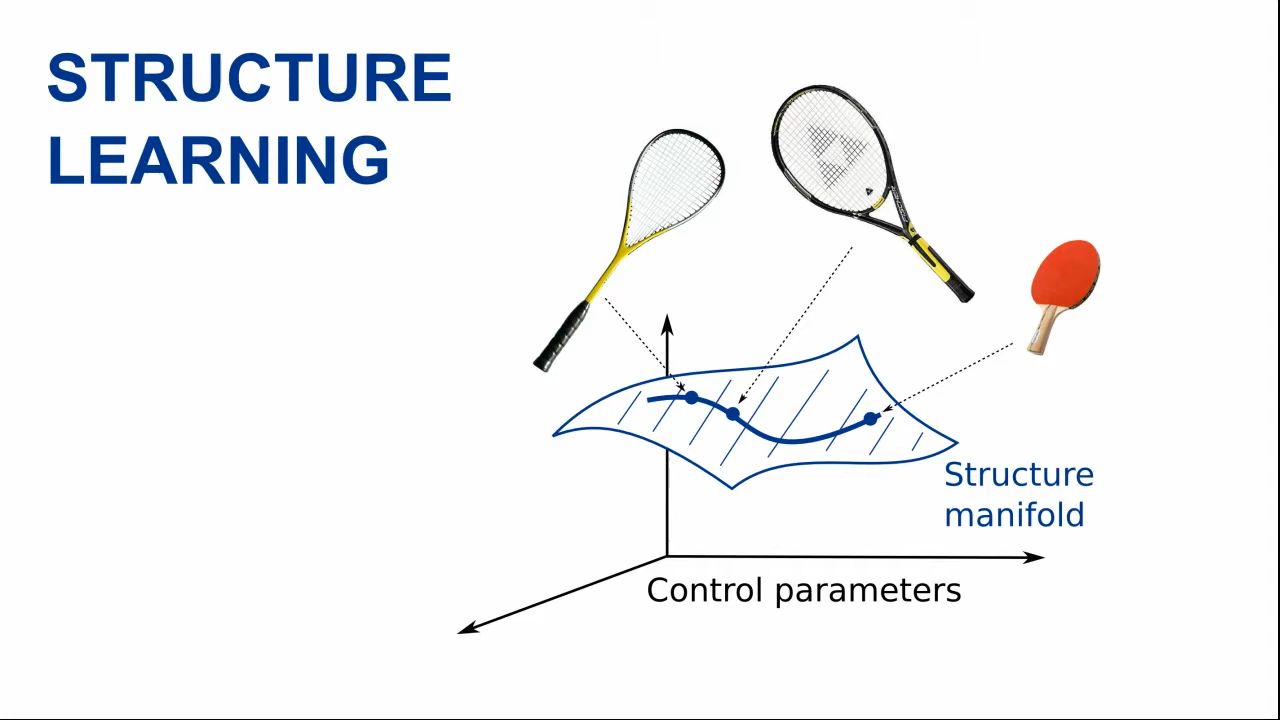 STRUCTURE
LEARNING
Structure
manifold
Control parameters